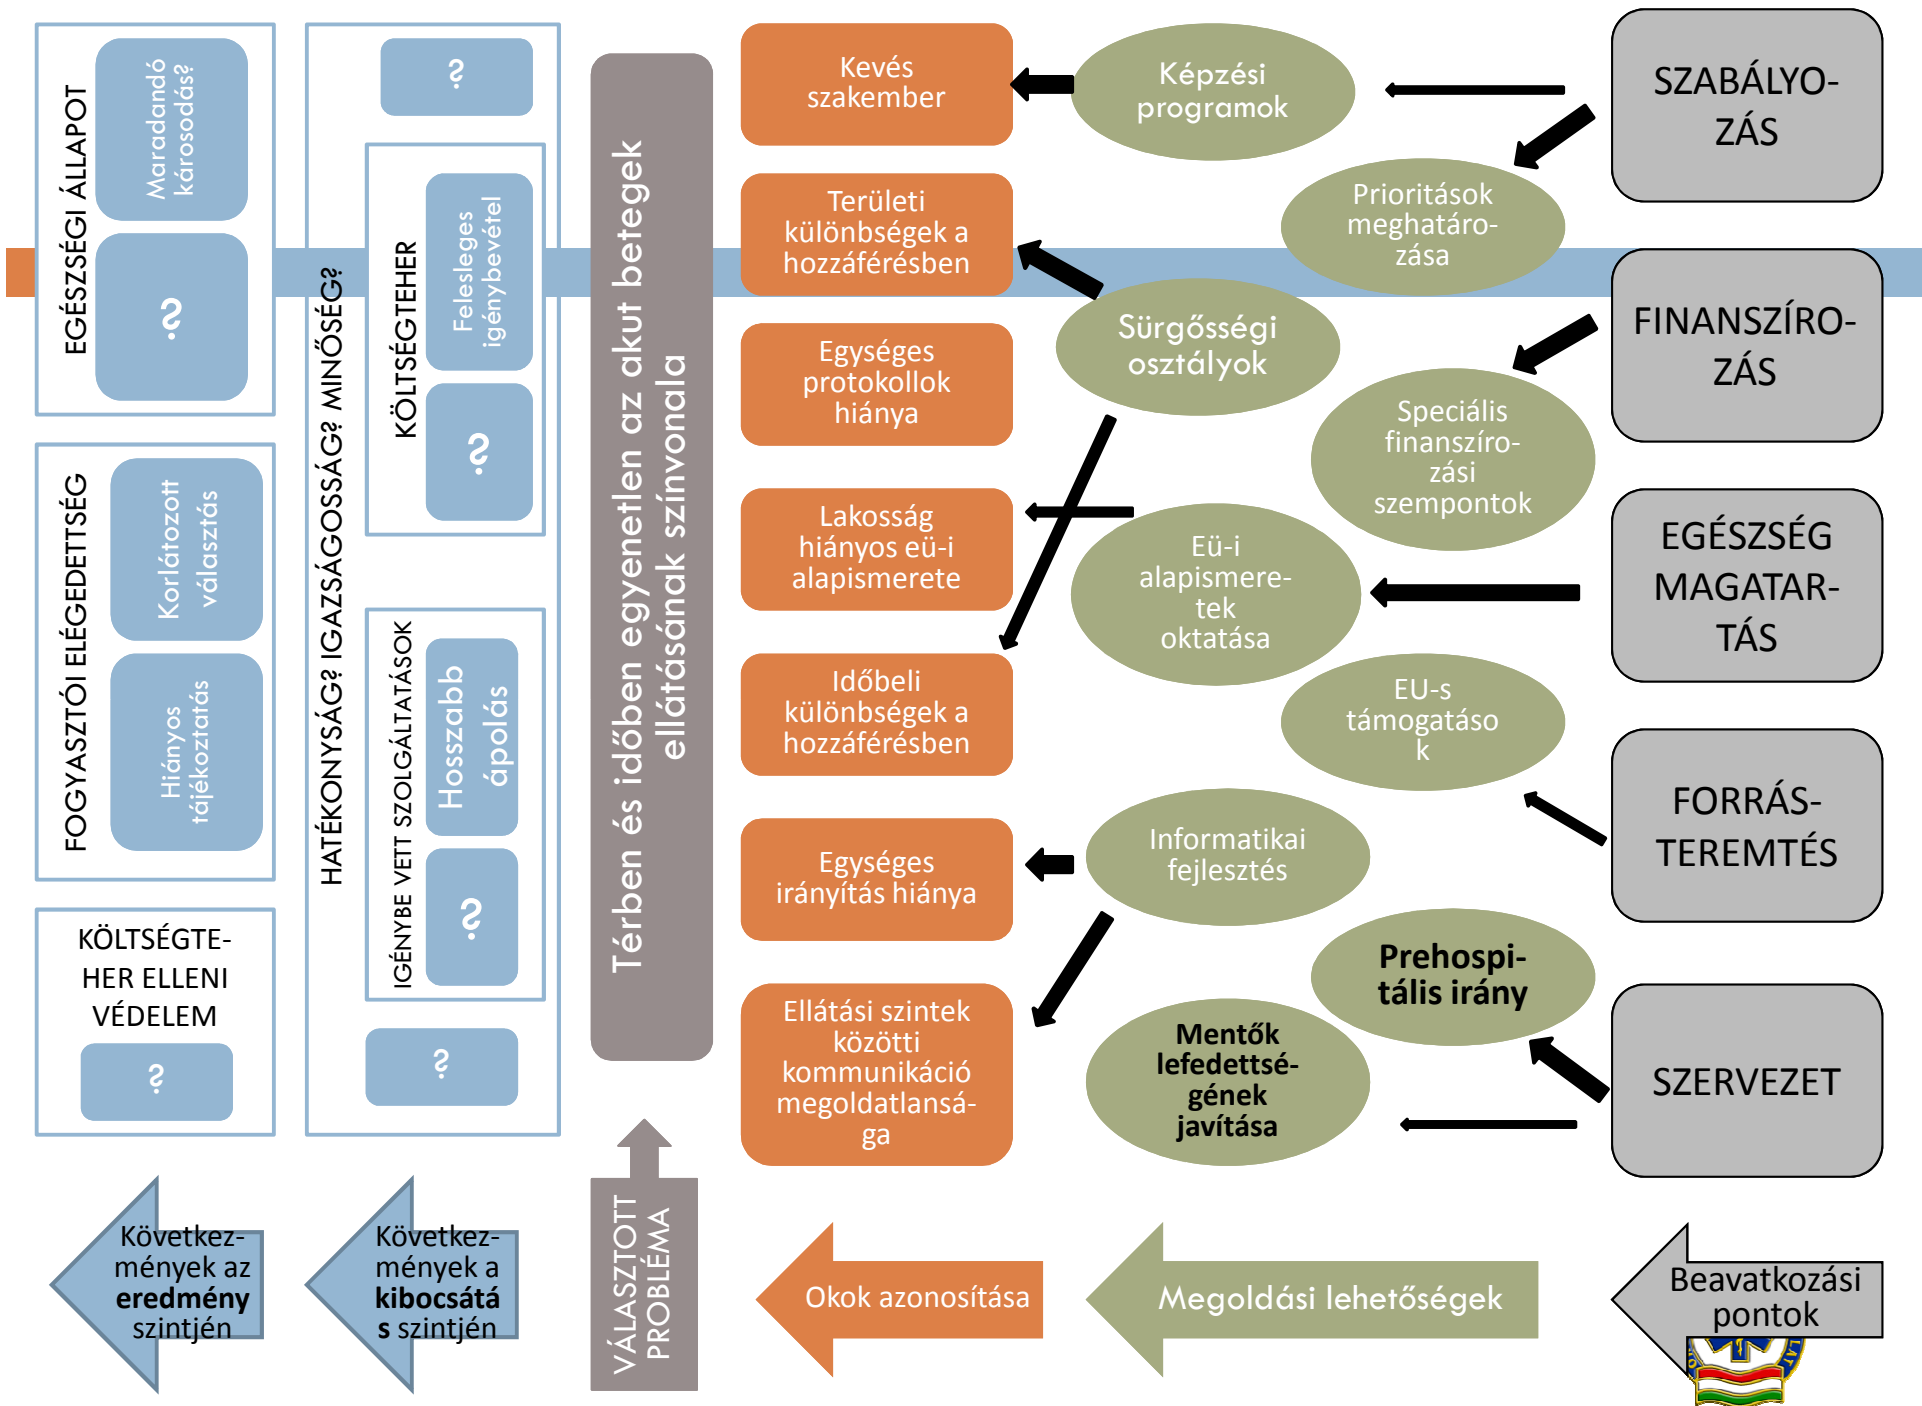 EGÉSZSÉGI ÁLLAPOT
Maradandó
károsodás?
?
FOGYASZTÓI ELÉGEDETTSÉG
Korlátozott
választás
Hiányos
tájékoztatás
KÖLTSÉGTE-
HER ELLENI
VÉDELEM
?
HATÉKONYSÁG? IGAZSÁGOSSÁG? MINŐSÉG?
?
KÖLTSÉGTEHER
Felesleges
igénybevétel
?
IGÉNYBE VETT SZOLGÁLTATÁSOK
Hosszabb
ápolás
?
?
Térben és időben egyenetlen az akut betegek
ellátásának színvonala
Kevés
szakember
Területi
különbségek a
hozzáférésben
Egységes
protokollok
hiánya
Lakosság
hiányos eü-i
alapismerete
Időbeli
különbségek a
hozzáférésben
Egységes
irányítás hiánya
Ellátási szintek
közötti
kommunikáció
megoldatlansá-
ga
Képzési
programok
Prioritások
meghatáro-
zása
Sürgősségi
osztályok
Speciális
finanszíro-
zási
szempontok
Eü-i
alapismere-
tek
oktatása
EU-s
támogatáso
k
Informatikai
fejlesztés
Prehospi-
tális irány
Mentők
lefedettsé-
gének
javítása
SZABÁLYO-
ZÁS
FINANSZÍRO-
ZÁS
EGÉSZSÉG
MAGATAR-
TÁS
FORRÁS-
TEREMTÉS
SZERVEZET
Következ-
mények az
eredmény
szintjén
Következ-
mények a
kibocsátá
s szintjén
VÁLASZTOTT
PROBLÉMA
Okok azonosítása
Megoldási lehetőségek
Beavatkozási
pontok